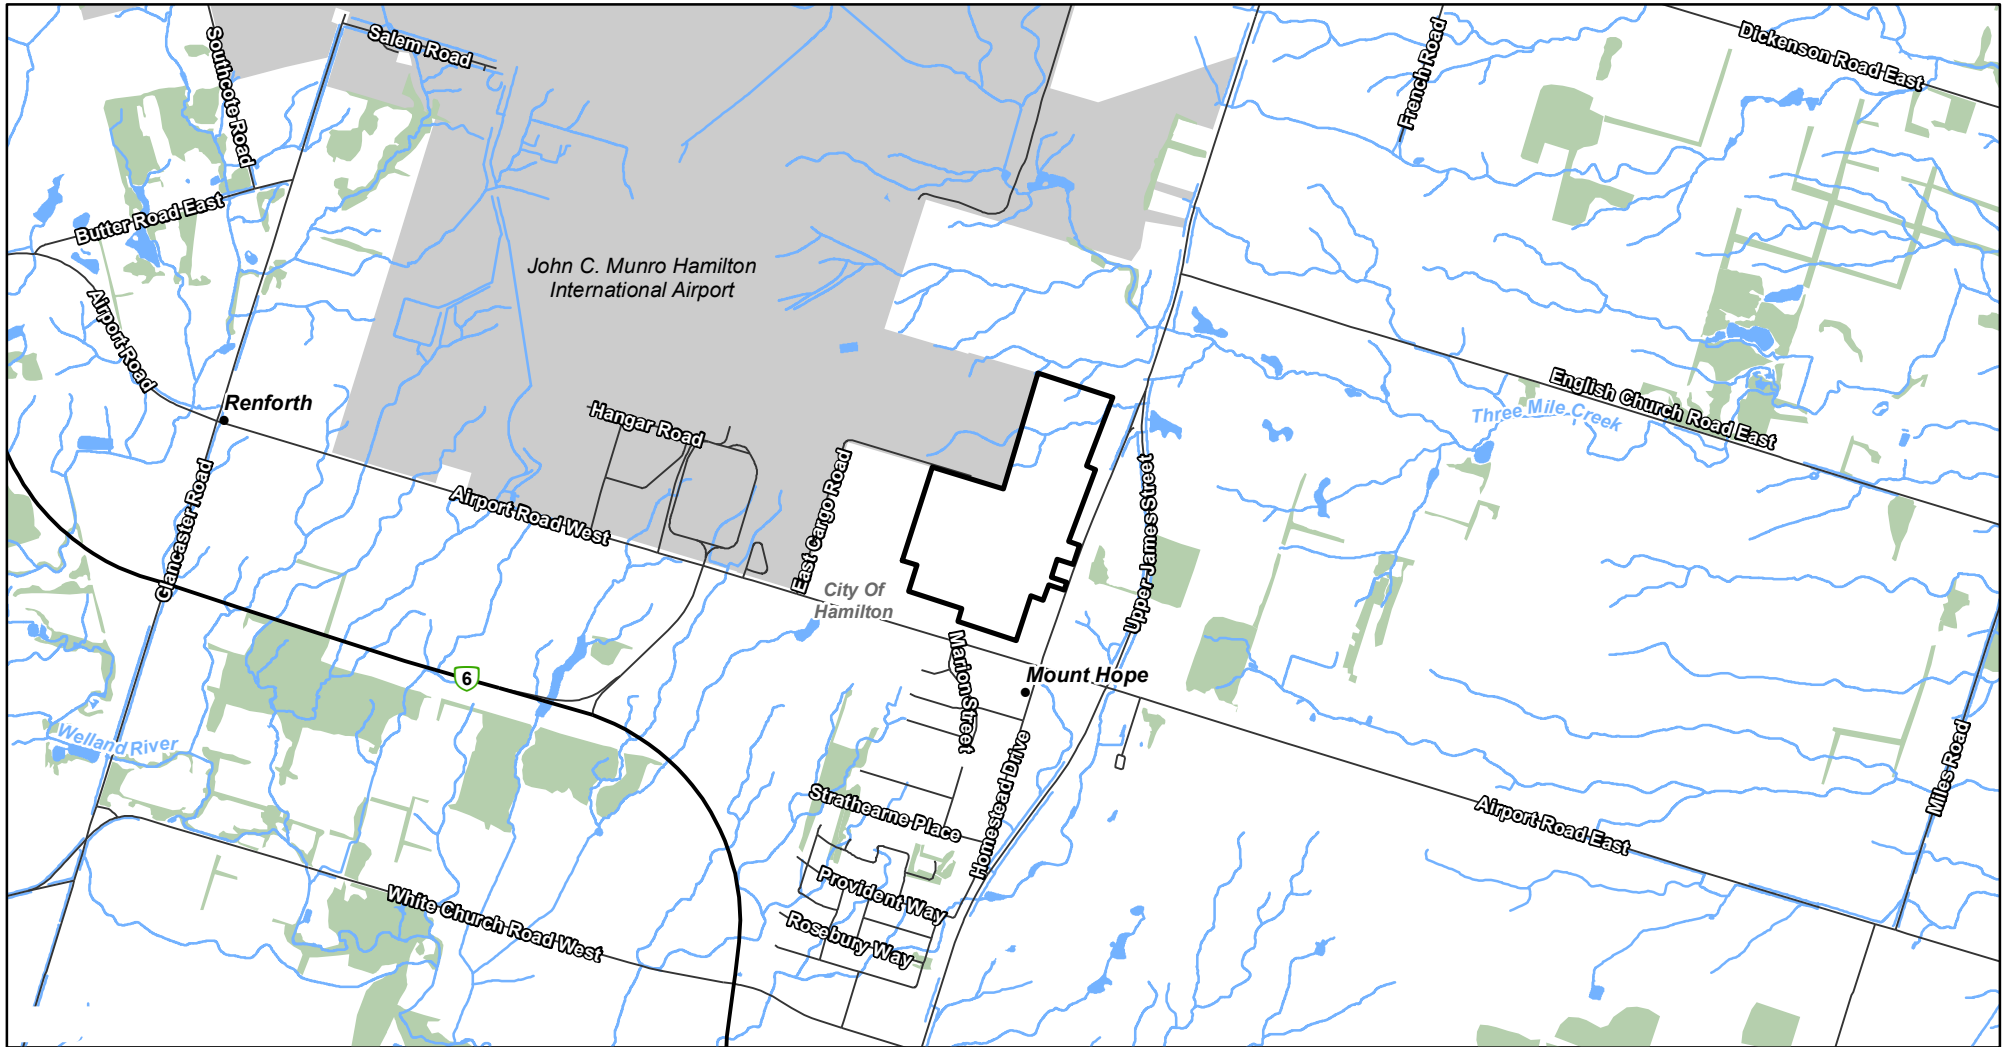 Southcote Road
Salem Road
French Road
Dickenson Road East
Butter Road East
John C. Munro Hamilton
International Airport
Airport Road
Renforth
Hangar Road
English Church Road East
Three Mile Creek
Glancaster Road
Airport Road West
East Cargo Road
Upper James Street
City Of
Hamilton
Marion Street
Mount Hope
6
Welland River
Homestead Drive
Miles Road
Strathearne Place
Airport Road East
Provident Way
White Church Road West
Rosebury Way